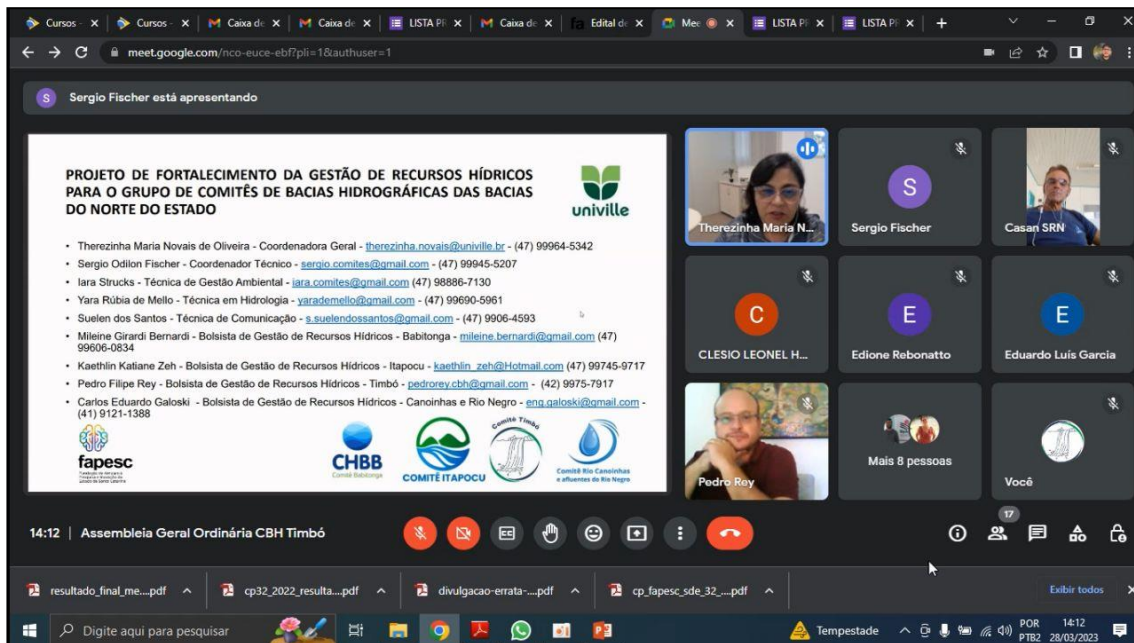 Cursos -
Cursos -
Caixa de
Caixa de
LISTA PR
Caixa de
Edital de
Mee
LISTA PR
LISTA PR
meet.google.com/nco-euce-ebf?pli=1&authuser=1
S Sergio Fischer está apresentando
PROJETO DE FORTALECIMENTO DA GESTÃO DE RECURSOS HÍDRICOS
PARA O GRUPO DE COMITÊS DE BACIAS HIDROGRÁFICAS DAS BACIAS
DO NORTE DO ESTADO
univille
• Therezinha Maria Novais de Oliveira - Coordenadora Geral - therezinha.novais@univille.br - (47) 99964-5342
• Sergio Odilon Fischer - Coordenador Técnico - sergio.comites@gmail.com - (47) 99945-5207
• Iara Strucks - Técnica de Gestão Ambiental - iara.comites@gmail.com (47) 98886-7130
• Yara Rúbia de Mello - Técnica em Hidrologia - yarademello@gmail.com - (47) 99690-5961
• Suelen dos Santos - Técnica de Comunicação - s.suelendossantos@gmail.com - (47) 9906-4593
• Mileine Girardi Bernardi - Bolsista de Gestão de Recursos Hídricos - Babitonga - mileine.bernardi@gmail.com (47)
99606-0834
• Kaethlin Katiane Zeh - Bolsista de Gestão de Recursos Hídricos - Itapocu - kaethlin_zeh@Hotmail.com (47) 99745-9717
• Pedro Filipe Rey - Bolsista de Gestão de Recursos Hídricos - Timbó - pedrorey.cbh@gmail.com - (42) 9975-7917
• Carlos Eduardo Galoski - Bolsista de Gestão de Recursos Hídricos - Canoinhas e Rio Negro - eng.galoski@gmail.com -
(41) 9121-1388
fapesc
CHBB
Comitê Babitonga
COMITÊ ITAPOCU
Comitê Timbó
Comitê Rio Canoinhas
e afluentes do Rio Negro
Therezinha Maria N...
S
Sergio Fischer
Casan SRN
C
CLESIO LEONEL H...
E
Edione Rebonatto
E
Eduardo Luís Garcia
Pedro Rey
Mais 8 pessoas
Você
14:12 | Assembleia Geral Ordinária CBH Timbó
17
resultado_final_me....pdf
cp32_2022_resulta....pdf
divulgacao-errata-....pdf
cp_fapesc_sde_32_....pdf
Exibir todos
Digite aqui para pesquisar
Tempestade
POR
PTB2
14:12
28/03/2023